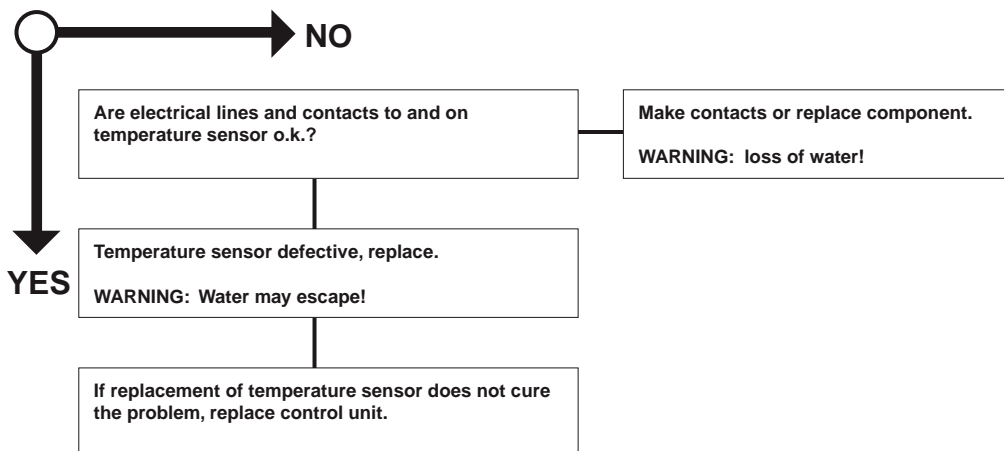 NO
Are electrical lines and contacts to and on
temperature sensor o.k.?
Make contacts or replace component.
WARNING: loss of water!
YES
Temperature sensor defective, replace.
WARNING: Water may escape!
If replacement of temperature sensor does not cure
the problem, replace control unit.